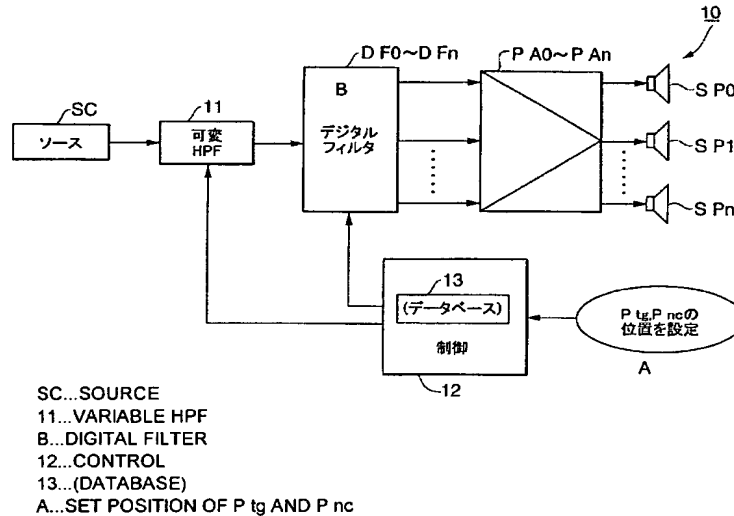 10
D F0～D Fn
P A0～P An
SC
11
B
ソース
可変
HPF
デジタル
フィルタ
S P0
S P1
S Pn
13
(データベース)
制御
12
P tg,P ncの
位置を設定
A
SC...SOURCE
11...VARIABLE HPF
B...DIGITAL FILTER
12...CONTROL
13...(DATABASE)
A...SET POSITION OF P tg AND P nc